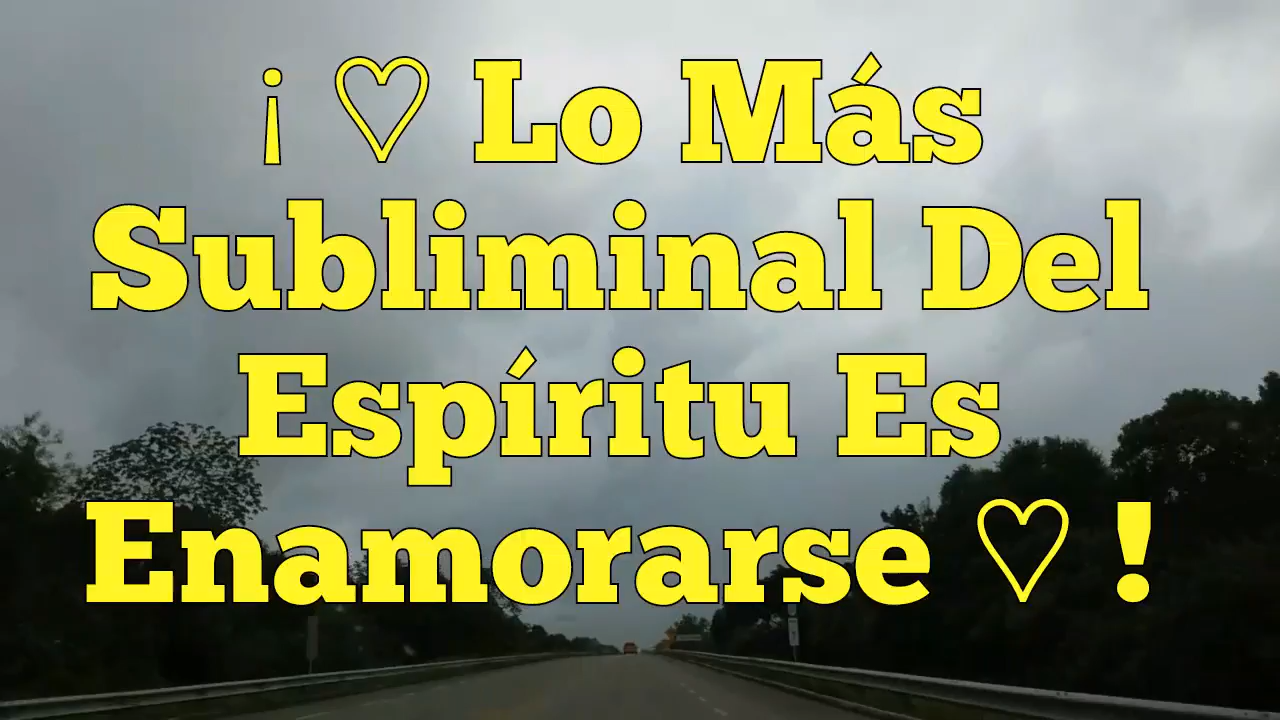 ¡ ♡ Lo Más
Subliminal Del
Espíritu Es
Enamorarse ♡ !